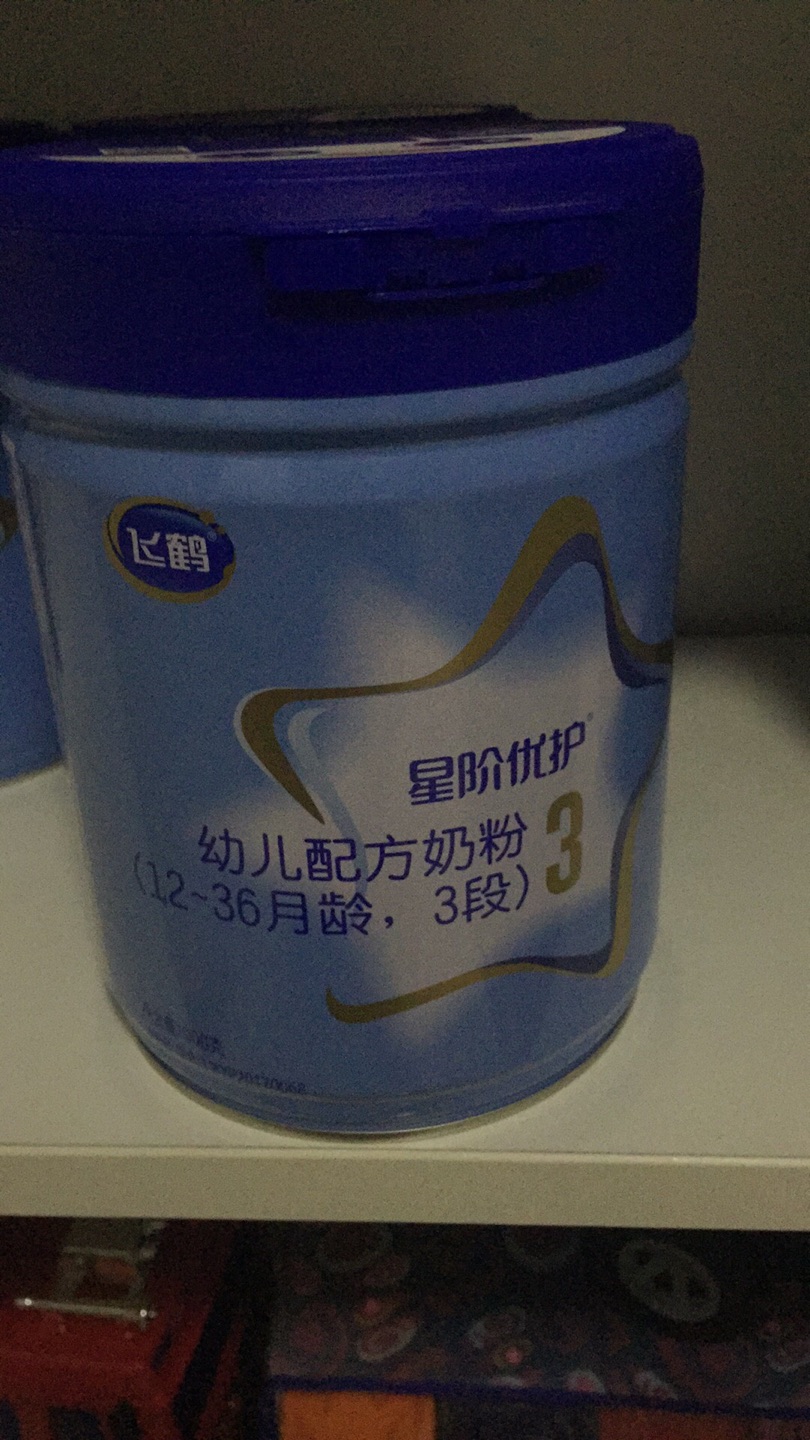 飞鹤
星阶优护
幼儿配方奶粉 3
(12~36月龄，3段)